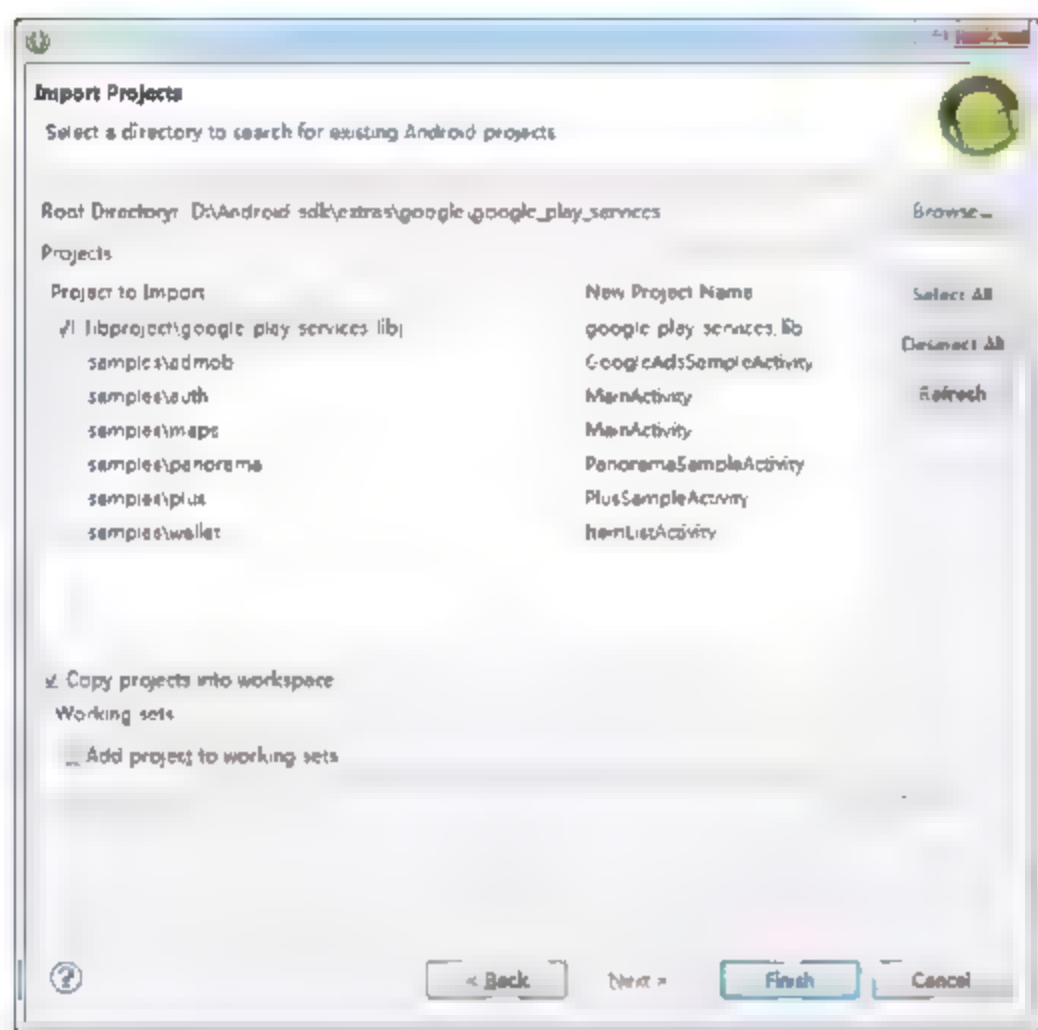 Import Projects
Select a directory to search for existing Android projects
Root Directory: D:\Android sdk\extras\google\google_play_services Browse...
Projects
Project to Import New Project Name Select All
libproject\google play services lib google play services lib
Deselect All
samples\admob GoogleAdsSampleActivity
samples\auth MainActivity Refresh
samples\maps MainActivity
samples\panorama PanoramaSampleActivity
samples\plus PlusSampleActivity
samples\wallet ItemListActivity
Copy projects into workspace
Working sets
Add project to working sets
? < Back Next > Finish Cancel